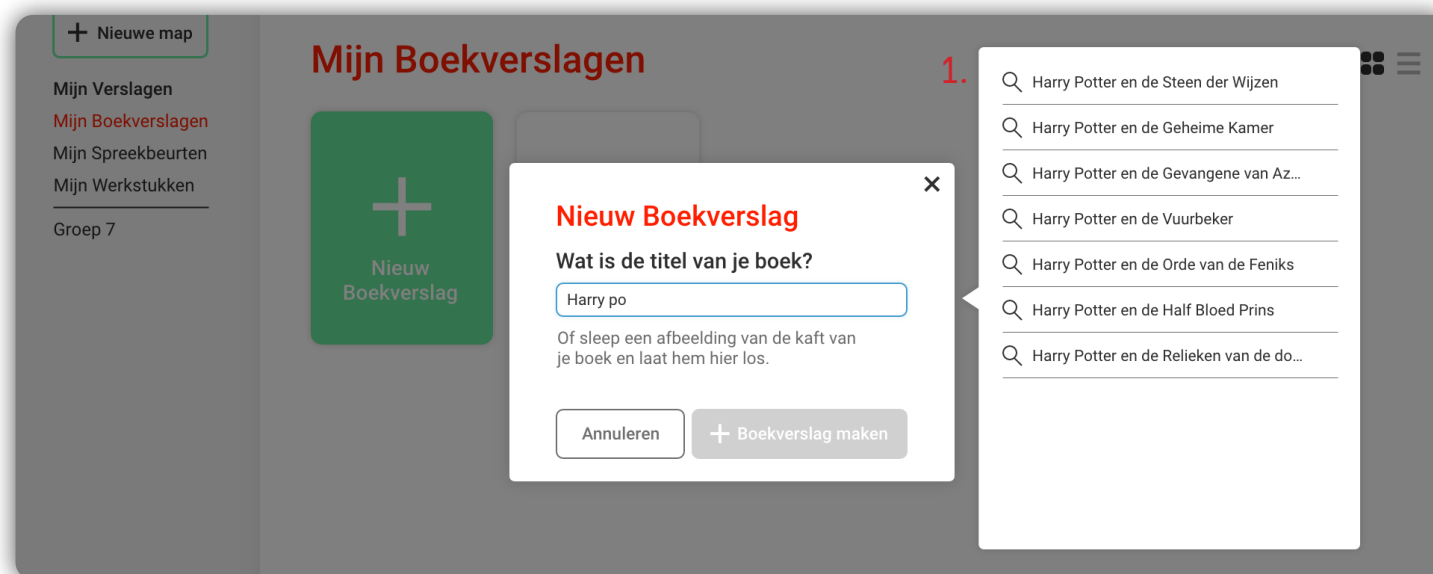 Nieuwe map
Mijn Verslagen
Mijn Boekverslagen
Mijn Spreekbeurten
Mijn Werkstukken
Groep 7
Mijn Boekverslagen
Nieuw
Boekverslag
Nieuw Boekverslag
Wat is de titel van je boek?
Harry po
Of sleep een afbeelding van de kaft van
je boek en laat hem hier los.
Annuleren
Boekverslag maken
1.
Harry Potter en de Steen der Wijzen
Harry Potter en de Geheime Kamer
Harry Potter en de Gevangene van Az...
Harry Potter en de Vuurbeker
Harry Potter en de Orde van de Feniks
Harry Potter en de Half Bloed Prins
Harry Potter en de Relieken van de do...